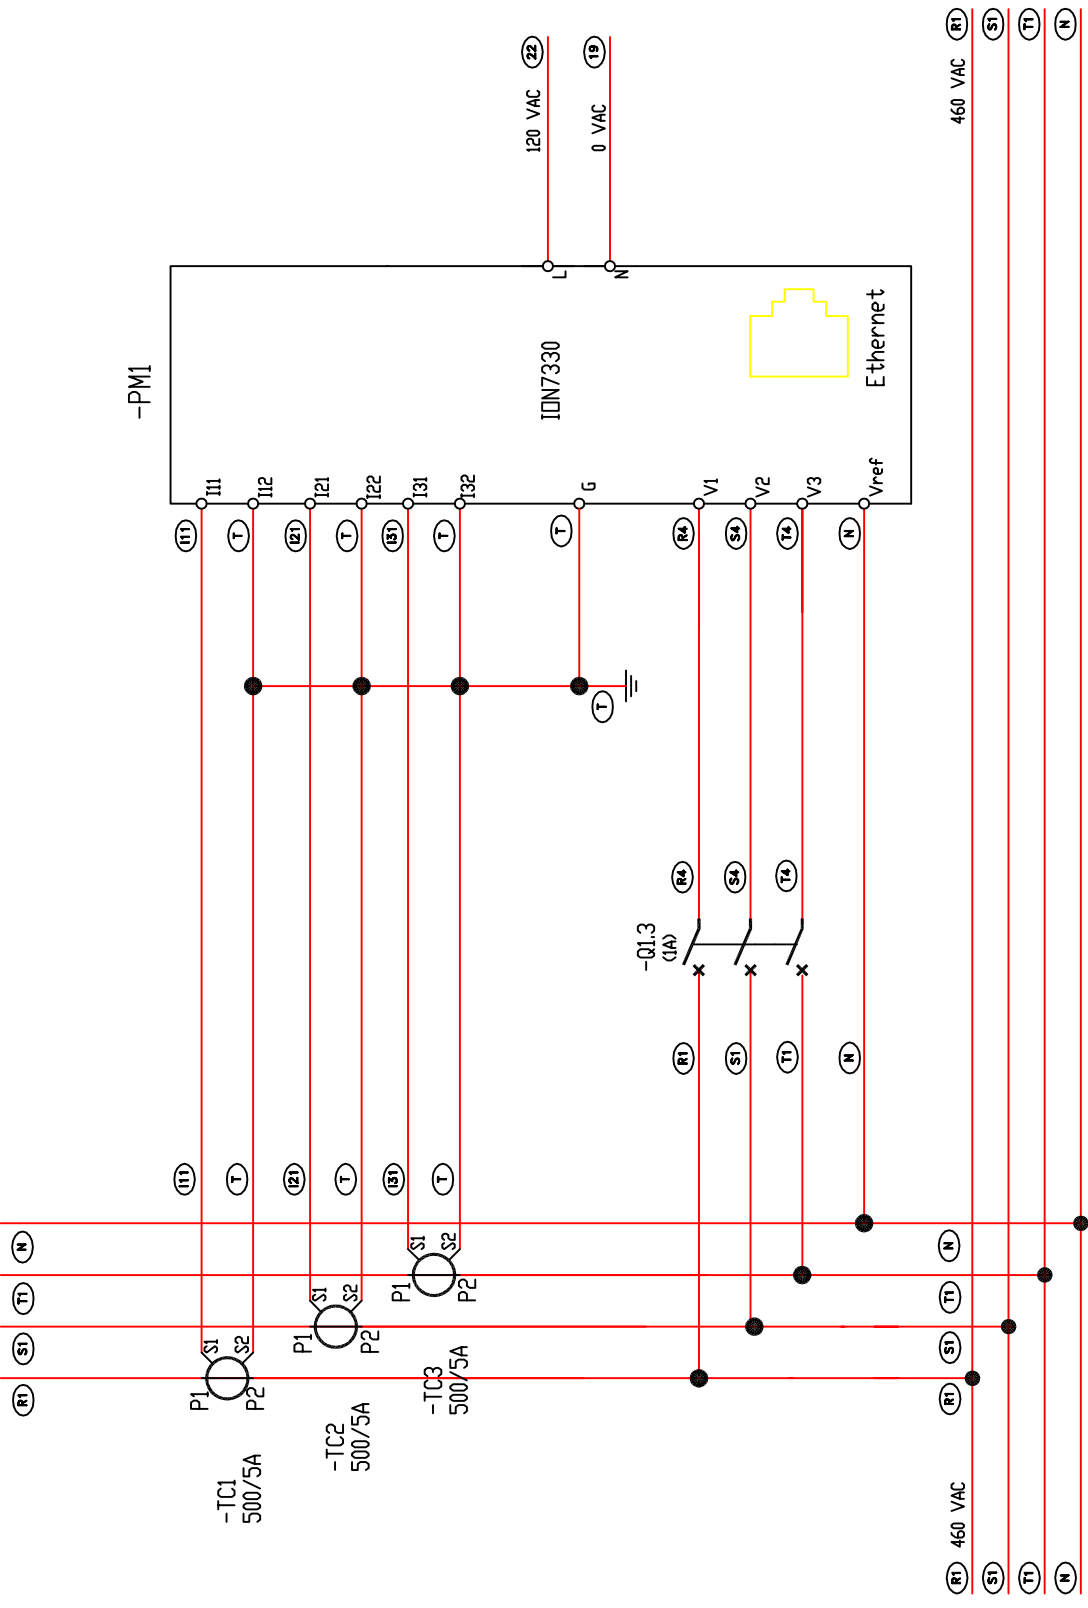 R1 S1 T1 N
-PM1
I11 I11
P1 S1 I11
-TC1
500/5A
P2 S2 T T I12
I21 I21
P1 S1 I21
-TC2
500/5A
P2 S2 T T I22
I31 I31
P1 S1 I31
-TC3
500/5A
P2 S2 T T I32
120 VAC 22
L
ION7330
T G
T
0 VAC 19
N
-Q1.3
(1A)
R1 R4 R4 V1
S1 S4 S4 V2
T1 T4 T4 V3
N N Vref
Ethernet
R1 S1 T1 N
R1 460 VAC 460 VAC R1
S1 S1
T1 T1
N N